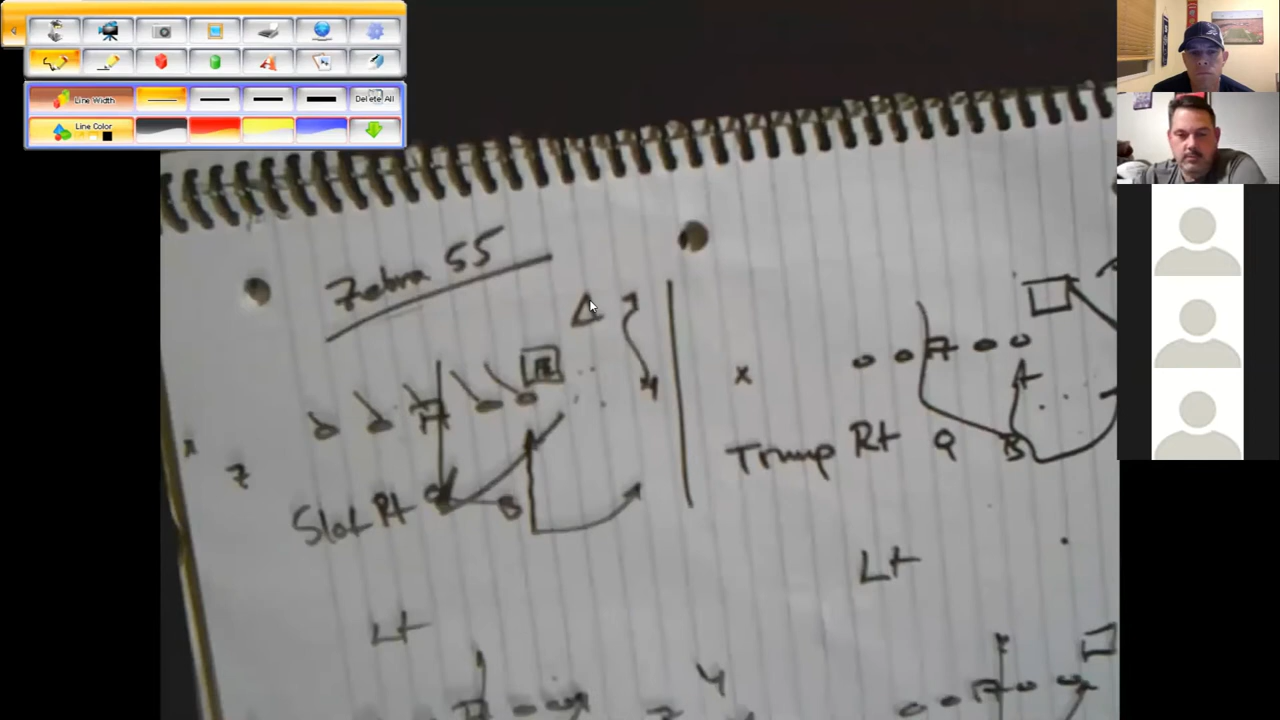 Line Width
Delete All
Line Color
Zebra 55
x
z
Y
Slot Rt
B
Lt
x
Trump Rt
Q
B
Lt
Y